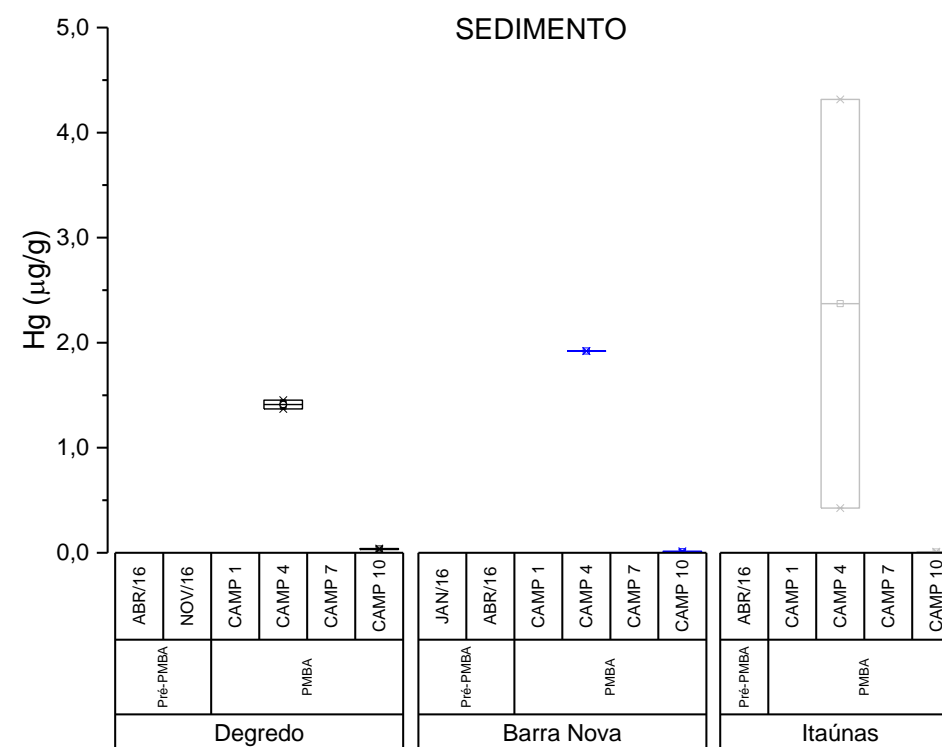 SEDIMENTO
5,0
4,0
3,0
2,0
1,0
0,0
Hg (μg/g)
ABR/16
NOV/16
CAMP 1
CAMP 4
CAMP 7
CAMP 10
JAN/16
ABR/16
CAMP 1
CAMP 4
CAMP 7
CAMP 10
ABR/16
CAMP 1
CAMP 4
CAMP 7
CAMP 10
Pré-PMBA
PMBA
Pré-PMBA
PMBA
Pré-PMBA
PMBA
Degredo
Barra Nova
Itaúnas